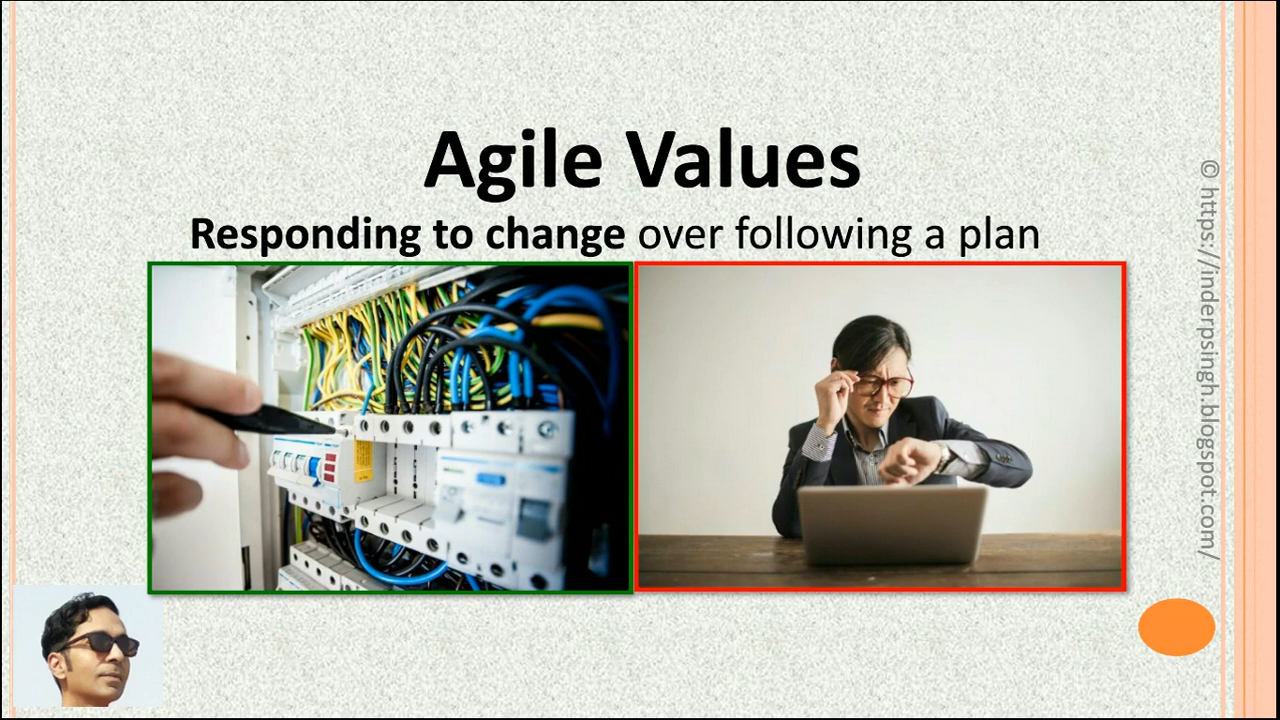 Agile Values
Responding to change over following a plan
© https://inderpsingh.blogspot.com/